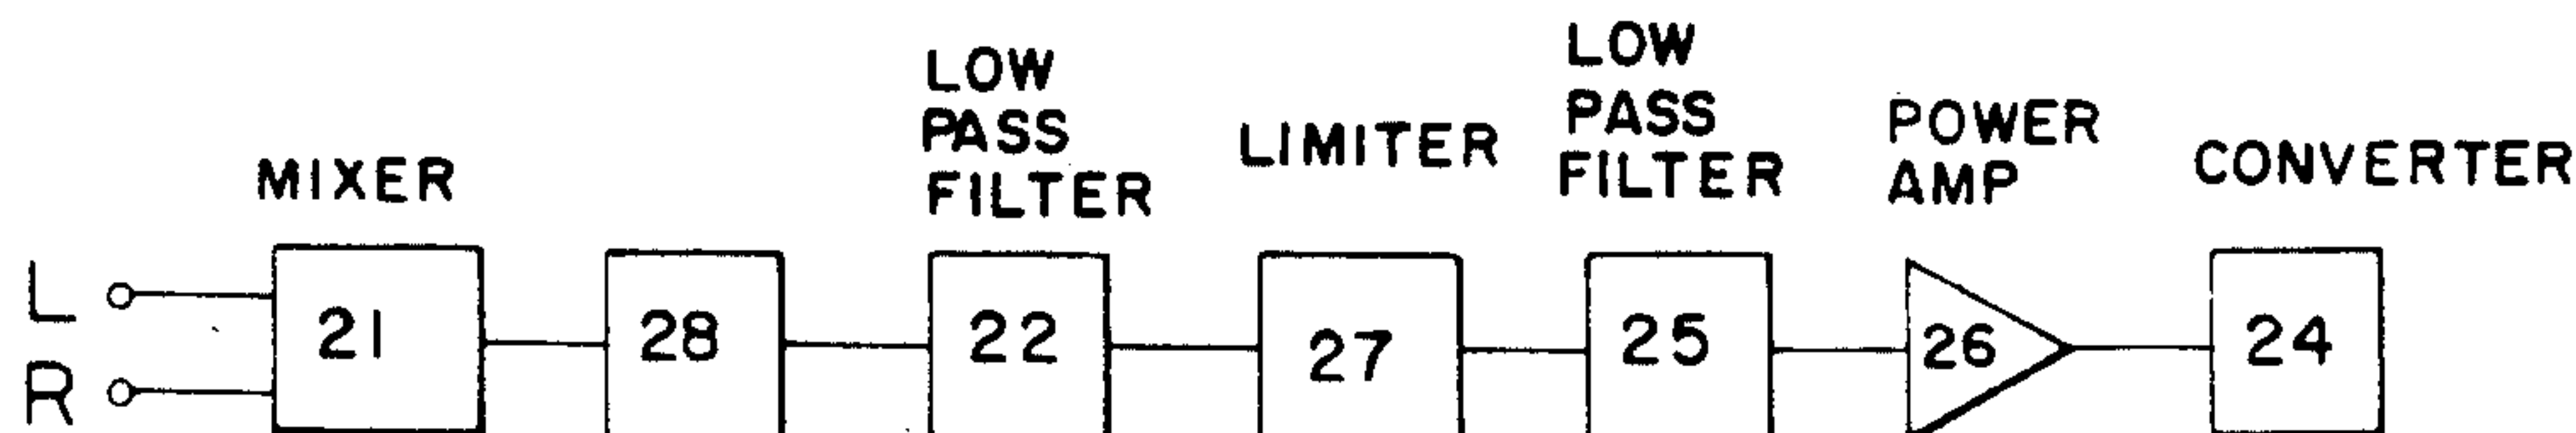 MIXER
LOW
PASS
FILTER
LIMITER
LOW
PASS
FILTER
POWER
AMP
CONVERTER
L
R
21
28
22
27
25
26
24